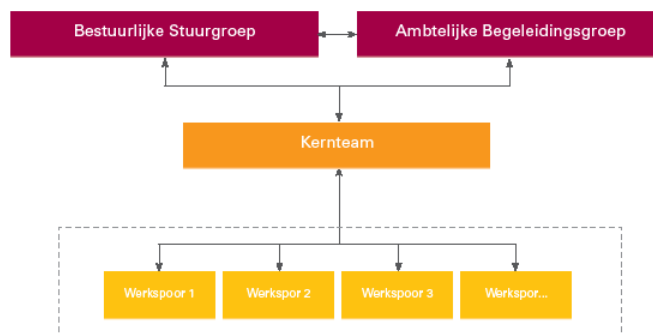 Bestuurlijke Stuurgroep
Ambtelijke Begeleidingsgroep
Kernteam
Werkspoor 1
Werkspor 2
Werkspoor 3
Werkspor...